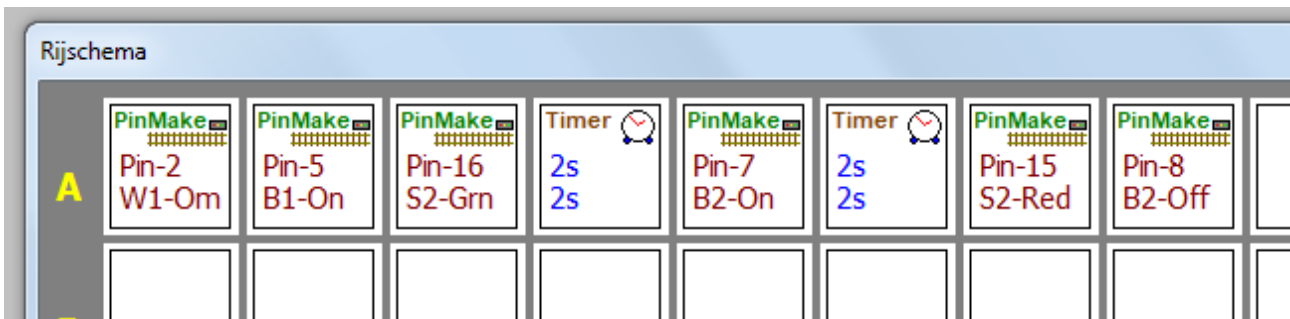 Rijschema
A
PinMake
Pin-2
W1-Om
PinMake
Pin-5
B1-On
PinMake
Pin-16
S2-Grn
Timer
2s
2s
PinMake
Pin-7
B2-On
Timer
2s
2s
PinMake
Pin-15
S2-Red
PinMake
Pin-8
B2-Off